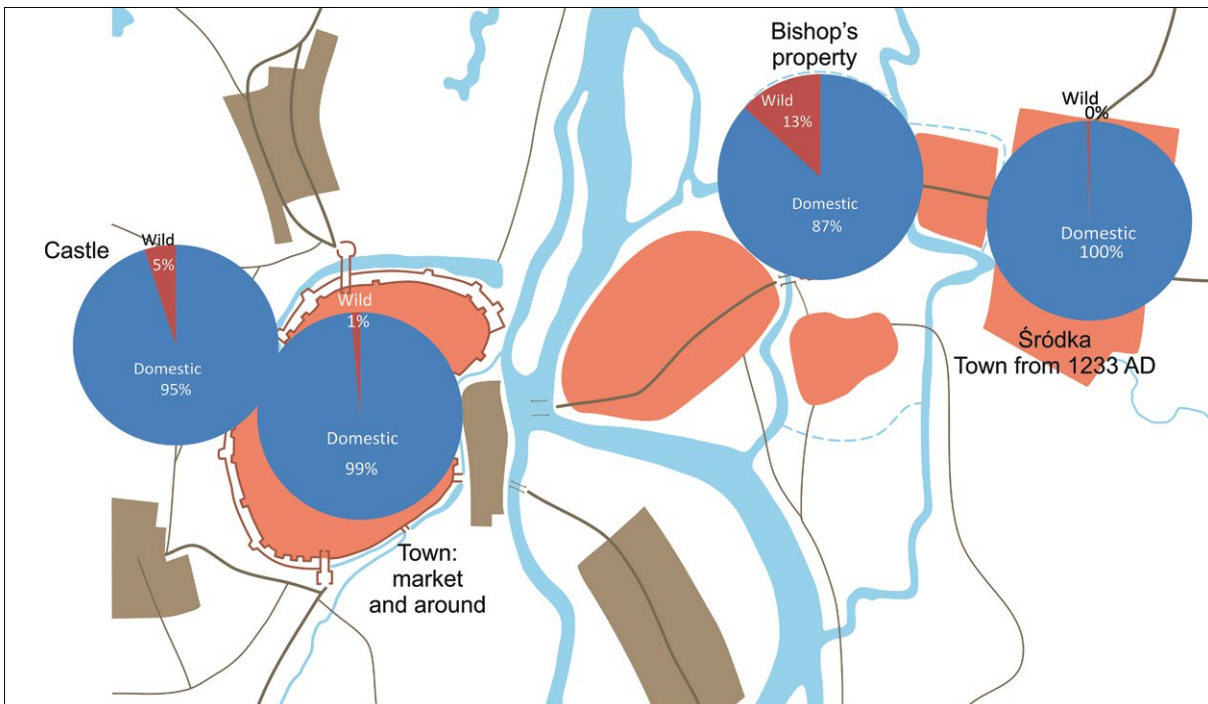 Castle
Wild
5%
Domestic
95%
Wild
1%
Domestic
99%
Town:
market
and around
Bishop's
property
Wild
13%
Domestic
87%
Wild
0%
Domestic
100%
Śródka
Town from 1233 AD